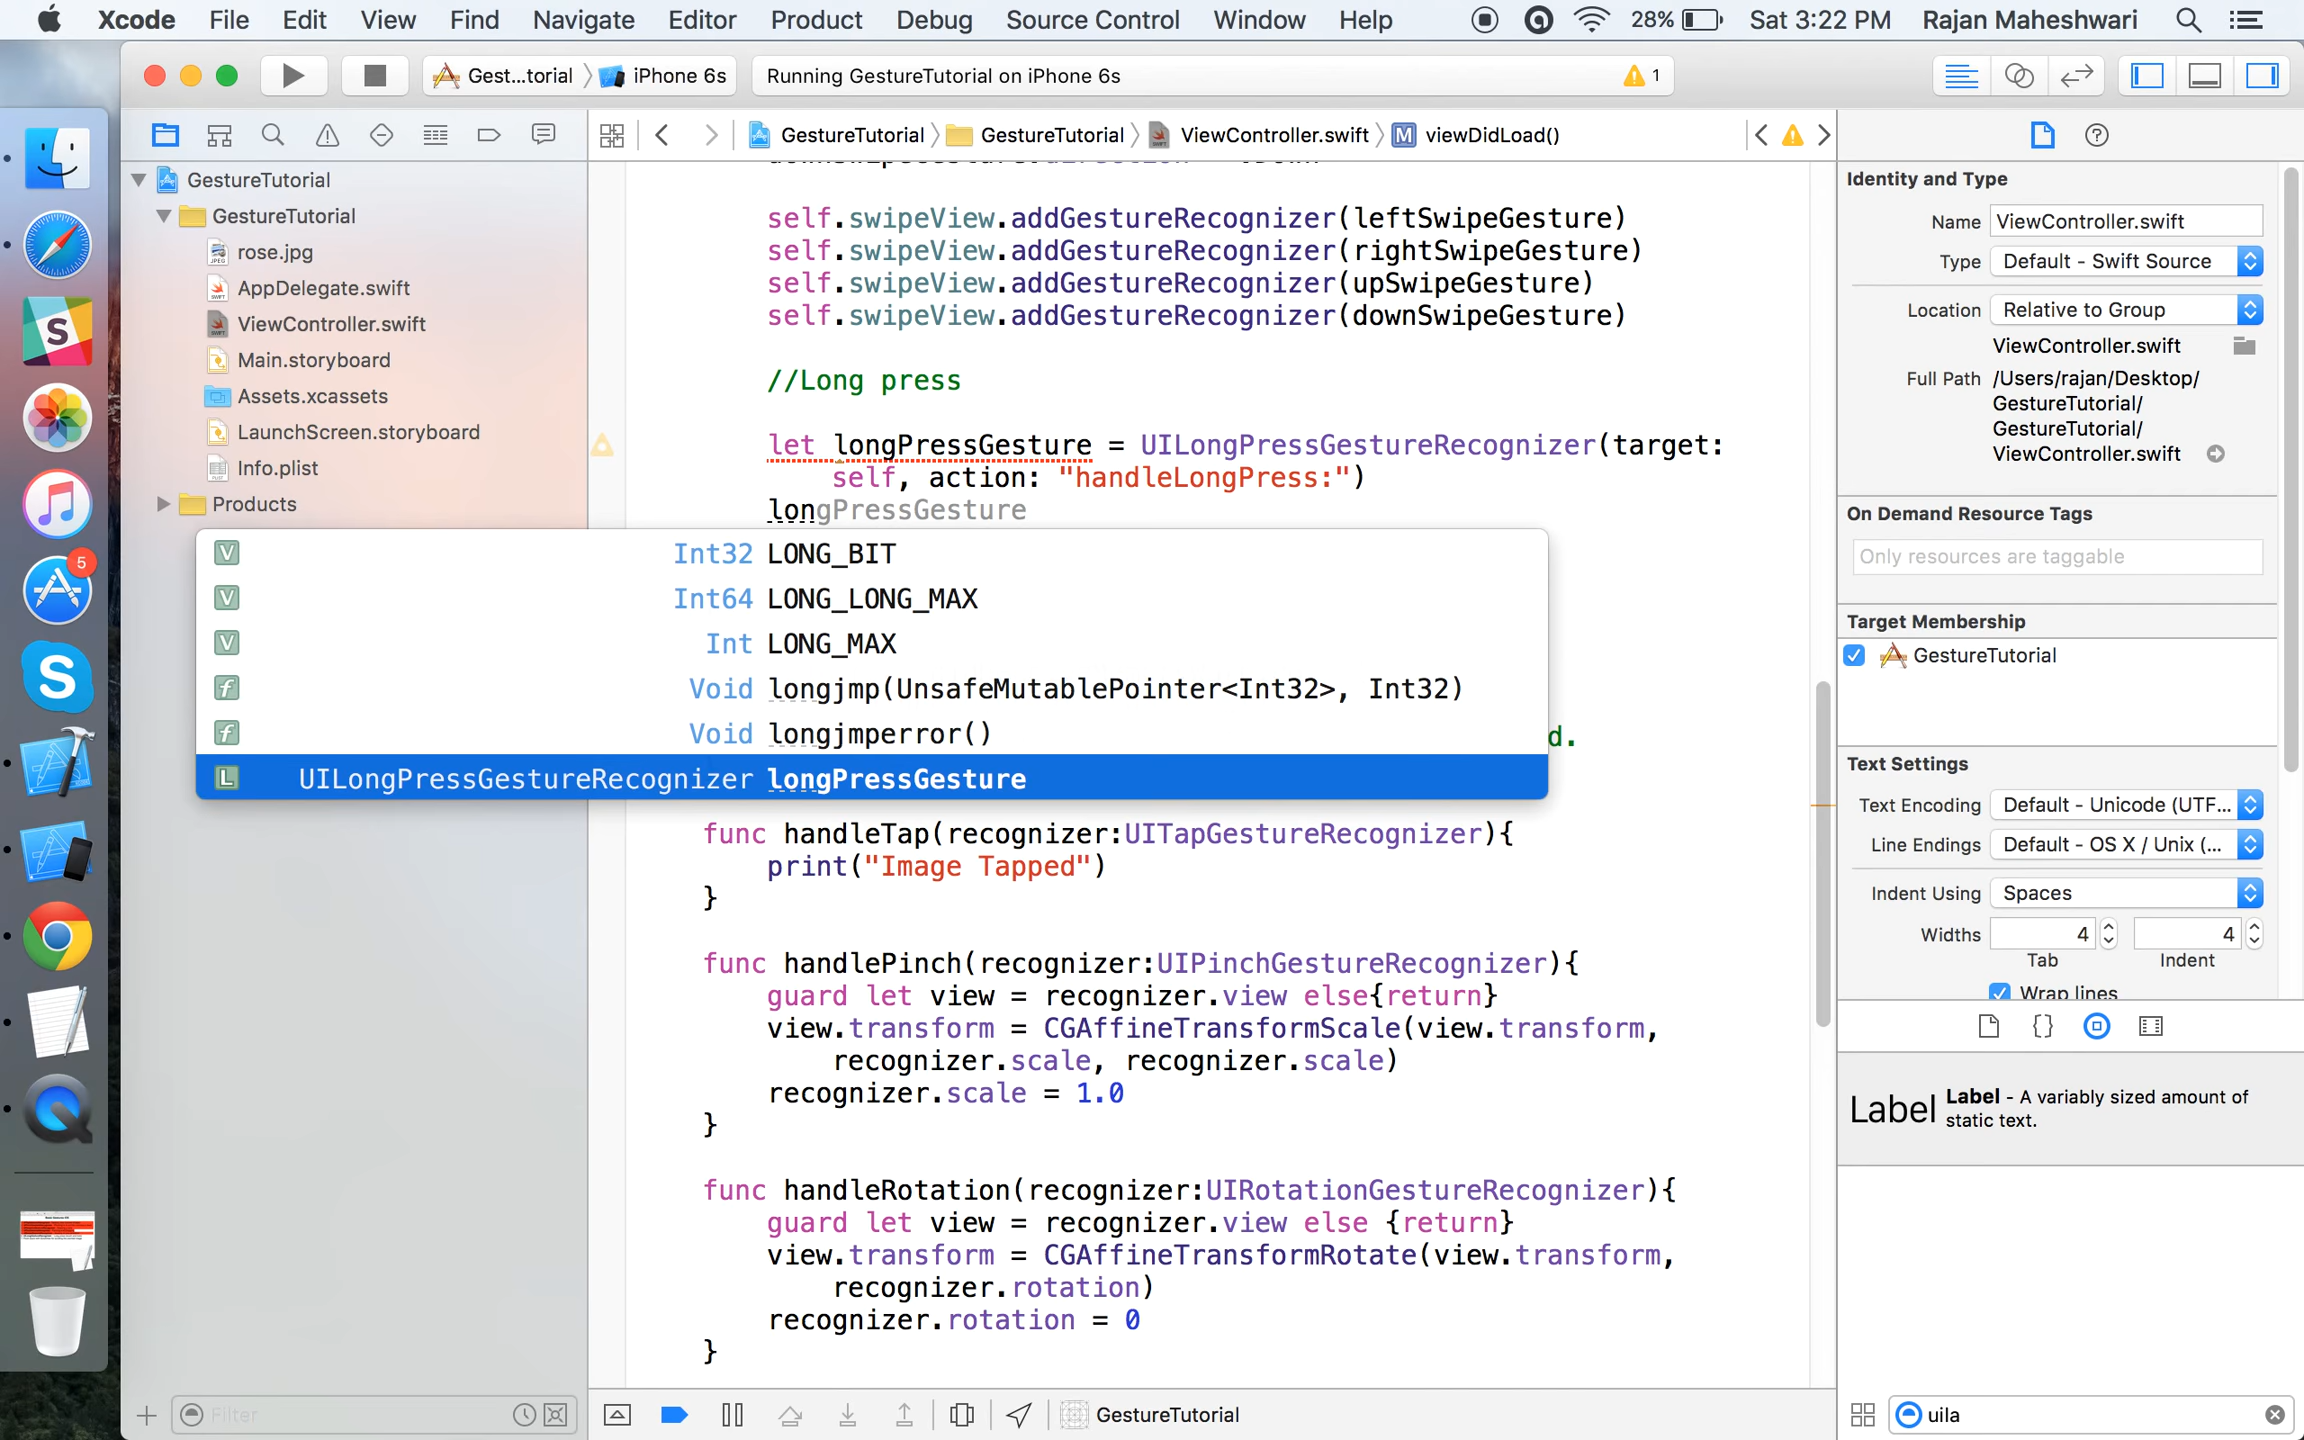 Xcode File Edit View Find Navigate Editor Product Debug Source Control Window Help 28% Sat 3:22 PM Rajan Maheshwari
Gest...torial iPhone 6s Running GestureTutorial on iPhone 6s 1
GestureTutorial GestureTutorial ViewController.swift M viewDidLoad()
GestureTutorial
GestureTutorial
rose.jpg
AppDelegate.swift
ViewController.swift
Main.storyboard
Assets.xcassets
LaunchScreen.storyboard
Info.plist
Products
self.swipeView.addGestureRecognizer(leftSwipeGesture)
self.swipeView.addGestureRecognizer(rightSwipeGesture)
self.swipeView.addGestureRecognizer(upSwipeGesture)
self.swipeView.addGestureRecognizer(downSwipeGesture)
//Long press
let longPressGesture = UILongPressGestureRecognizer(target:
self, action: "handleLongPress:")
longPressGesture
V Int32 LONG_BIT
V Int64 LONG_LONG_MAX
V Int LONG_MAX
f Void longjmp(UnsafeMutablePointer<Int32>, Int32)
f Void longjmperror()
d.
L UILongPressGestureRecognizer longPressGesture
func handleTap(recognizer:UITapGestureRecognizer){
print("Image Tapped")
}
func handlePinch(recognizer:UIPinchGestureRecognizer){
guard let view = recognizer.view else{return}
view.transform = CGAffineTransformScale(view.transform,
recognizer.scale, recognizer.scale)
recognizer.scale = 1.0
}
func handleRotation(recognizer:UIRotationGestureRecognizer){
guard let view = recognizer.view else {return}
view.transform = CGAffineTransformRotate(view.transform,
recognizer.rotation)
recognizer.rotation = 0
}
Filter
GestureTutorial
Identity and Type
Name ViewController.swift
Type Default - Swift Source
Location Relative to Group
ViewController.swift
Full Path /Users/rajan/Desktop/
GestureTutorial/
GestureTutorial/
ViewController.swift
On Demand Resource Tags
Only resources are taggable
Target Membership
GestureTutorial
Text Settings
Text Encoding Default - Unicode (UTF...
Line Endings Default - OS X / Unix (...
Indent Using Spaces
Widths 4 4
Tab Indent
Wrap lines
{}
Label Label - A variably sized amount of
static text.
uila
S
5
S